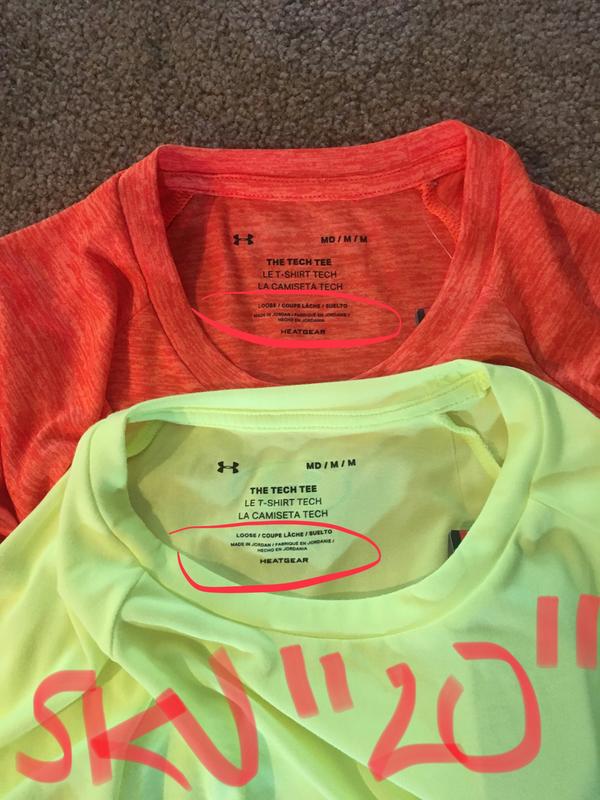 MD / M / M
THE TECH TEE
LE T-SHIRT TECH
LA CAMISETA TECH
LOOSE / COUPE LÂCHE / SUELTO
MADE IN JORDAN / FABRIQUÉ EN JORDANIE /
HECHO EN JORDANIA
HEATGEAR
MD / M / M
THE TECH TEE
LE T-SHIRT TECH
LA CAMISETA TECH
LOOSE / COUPE LÂCHE / SUELTO
MADE IN JORDAN / FABRIQUÉ EN JORDANIE /
HECHO EN JORDANIA
HEATGEAR
SKU "20"